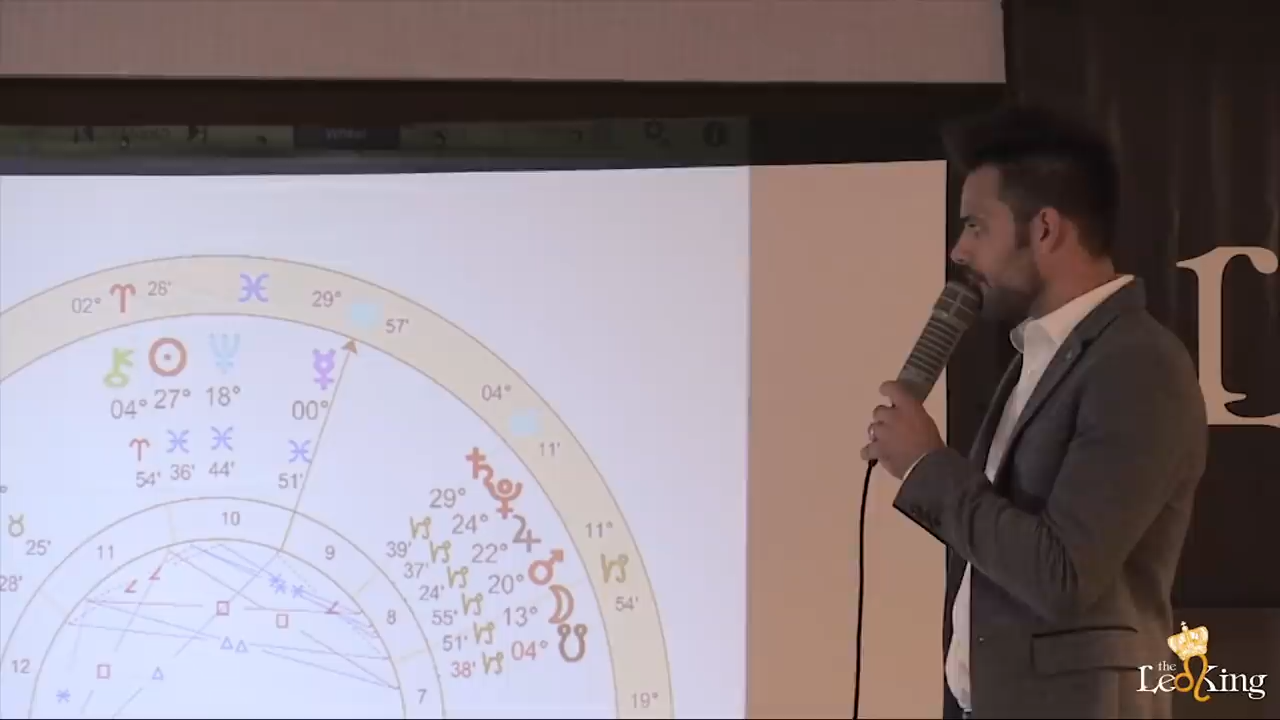 02° ♈ 26' ♓ 29° 57'
04° 11'
11° ♑ 54'
19°
⚷ ☉ ♆ ☿
04° 27° 18° 00°
♈ ♓ ♓ ♓
54' 36' 44' 51'
♄ 29° ♑ 39'
♇ 24° ♑ 37'
♃ 22° ♑ 24'
♂ 20° ♑ 55'
☽ 13° ♑ 51'
☋ 04° ♑ 38'
♉ 25'
28'
10
11 9
8
12 7
r
the
Leo King